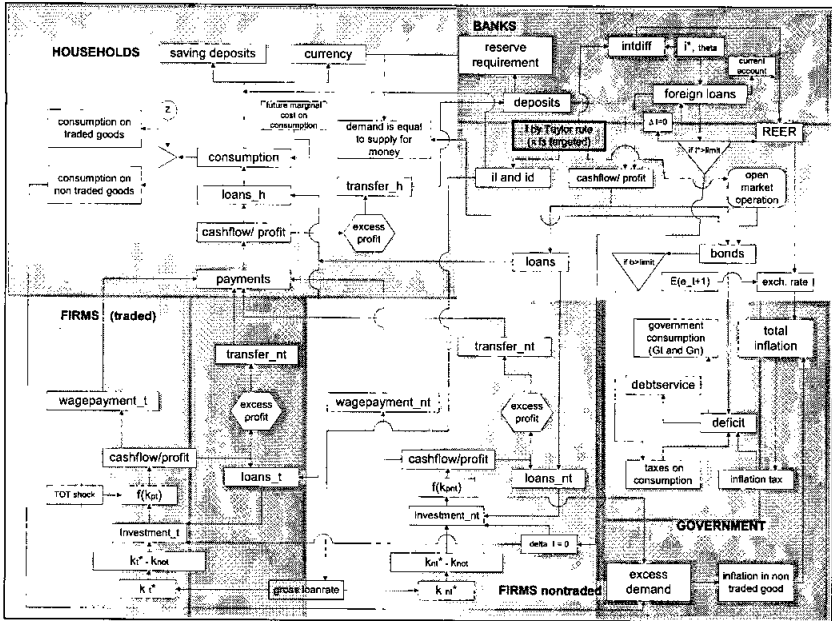 HOUSEHOLDS
saving deposits
currency
consumption on
traded goods
z
future marginal
cost on
consumption
demand is equal
to supply for
money
consumption
consumption on
non traded goods
loans_h
transfer_h
cashflow/ profit
excess
profit
payments
BANKS
reserve
requirement
intdiff
i*, theta
current
account
foreign loans
deposits
Δ l=0
REER
I by Taylor rule
(x is targeted)
if l*>limit
il and id
cashflow/ profit
open
market
operation
loans
if b>limit
bonds
E(e_t+1)
exch. rate
FIRMS (traded)
transfer_nt
wagepayment_t
excess
profit
cashflow/profit
loans_t
TOT shock
f(kpt)
Investment_t
kt* - knot
k t*
gross loanrate
transfer_nt
wagepayment_nt
excess
profit
cashflow/profit
loans_nt
f(kpnt)
Investment_nt
delta l = 0
knt* - knot
k nt*
FIRMS nontraded
government
consumption
(Gt and Gn)
total
inflation
debtservice
deficit
taxes on
consumption
inflation tax
GOVERNMENT
excess
demand
inflation in non
traded good